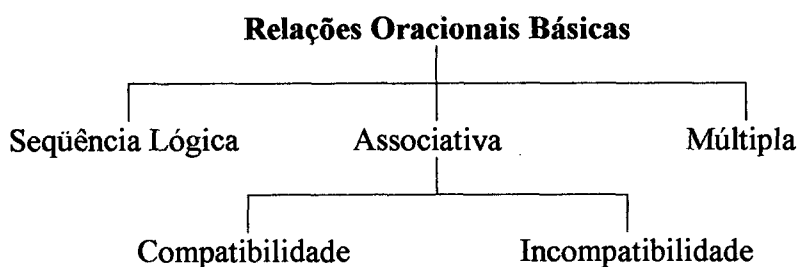 Relações Oracionais Básicas
Seqüência Lógica Associativa Múltipla
Compatibilidade Incompatibilidade